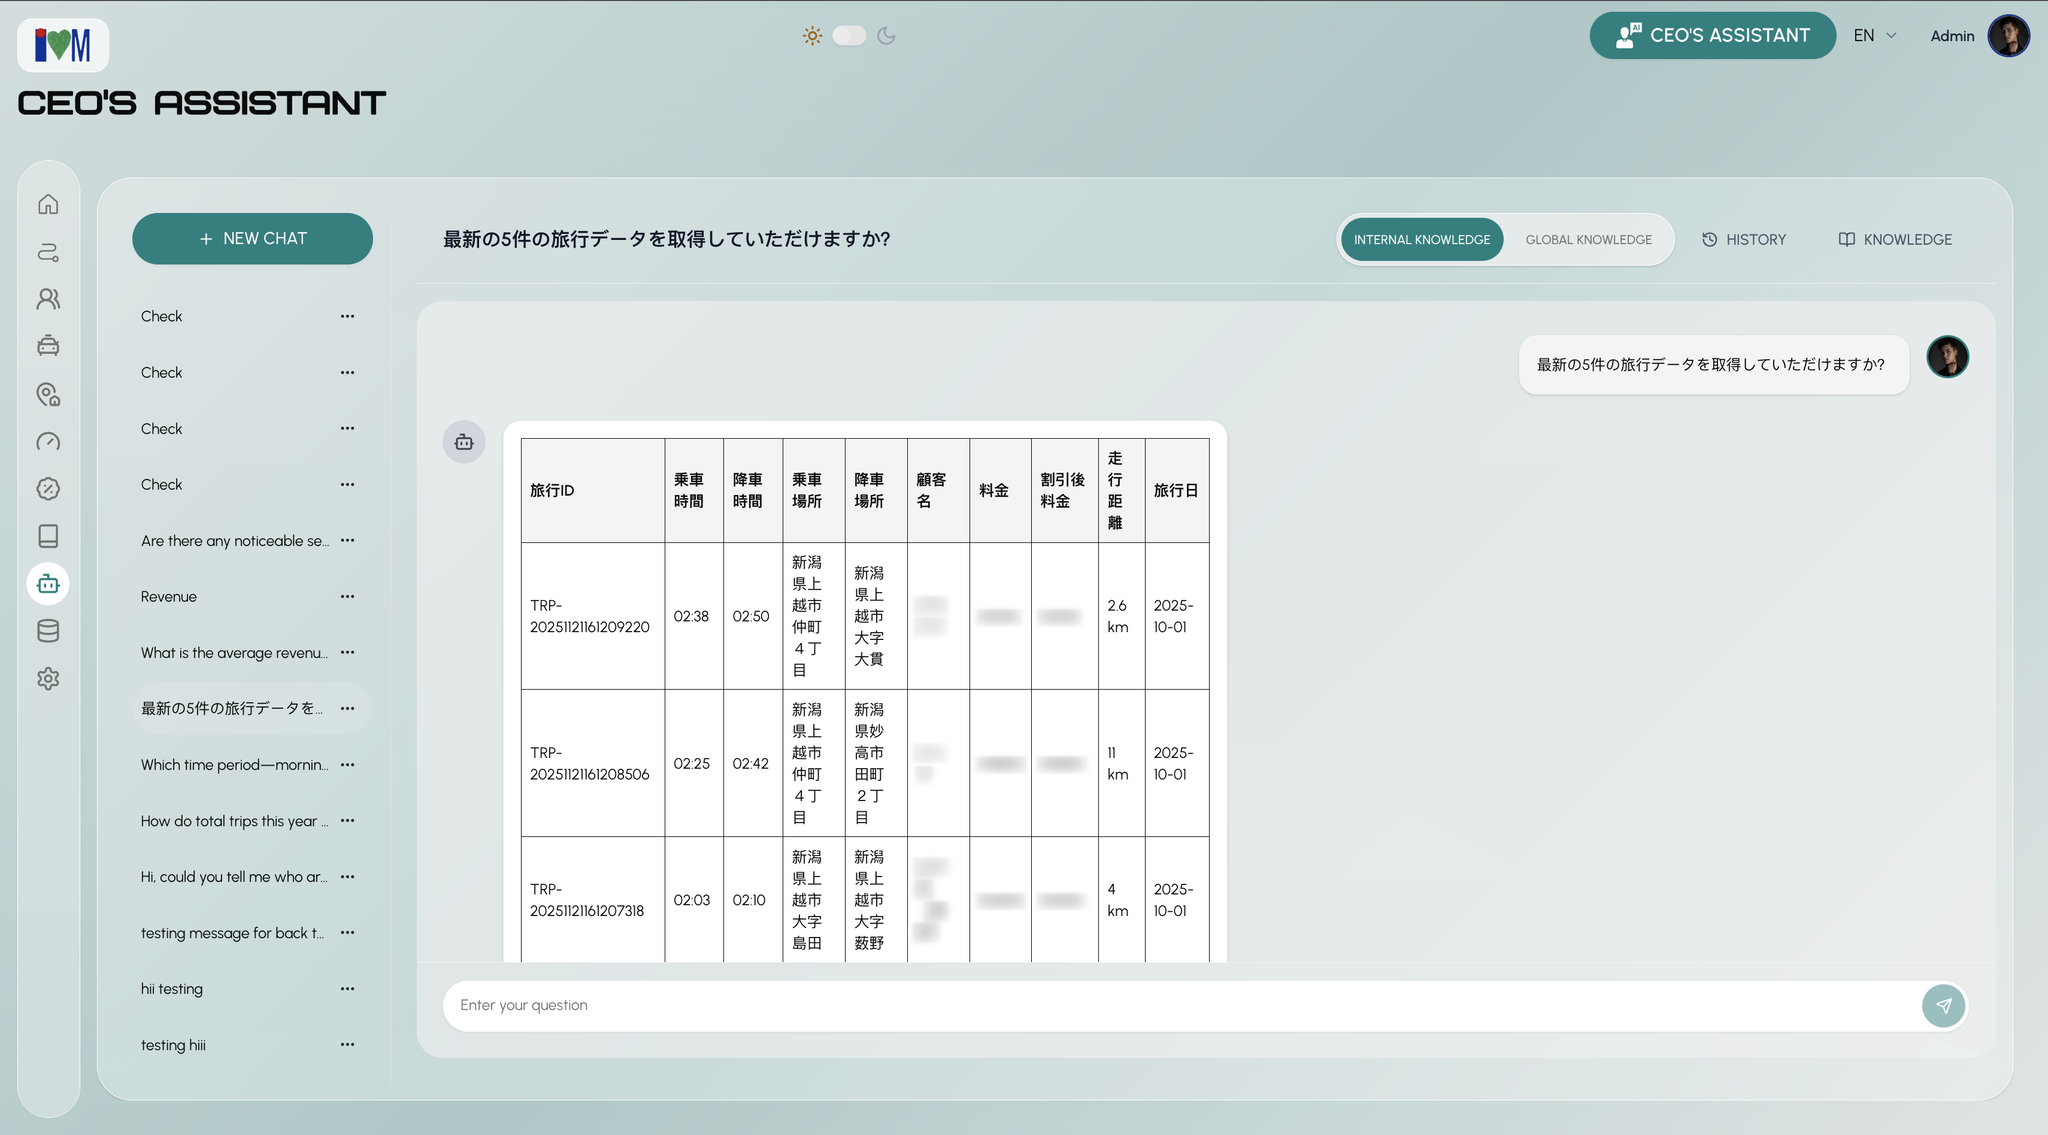 I M
CEO'S ASSISTANT
EN
Admin
CEO'S ASSISTANT
+ NEW CHAT
Check
Check
Check
Check
Are there any noticeable se...
Revenue
What is the average revenu...
最新の5件の旅行データを...
Which time period—mornin...
How do total trips this year ...
Hi, could you tell me who ar...
testing message for back t...
hii testing
testing hiii
最新の5件の旅行データを取得していただけますか?
INTERNAL KNOWLEDGE
GLOBAL KNOWLEDGE
HISTORY
KNOWLEDGE
最新の5件の旅行データを取得していただけますか?
旅行ID
乗車
時間
降車
時間
乗車
場所
降車
場所
顧客
名
料金
割引後
料金
走
行
距
離
旅行日
TRP-
20251121161209220
02:38
02:50
新潟
県上
越市
仲町
４丁
目
新潟
県上
越市
大字
大貫
2.6
km
2025-
10-01
TRP-
20251121161208506
02:25
02:42
新潟
県上
越市
仲町
４丁
目
新潟
県妙
高市
田町
２丁
目
11
km
2025-
10-01
TRP-
20251121161207318
02:03
02:10
新潟
県上
越市
大字
島田
新潟
県上
越市
大字
薮野
4
km
2025-
10-01
Enter your question